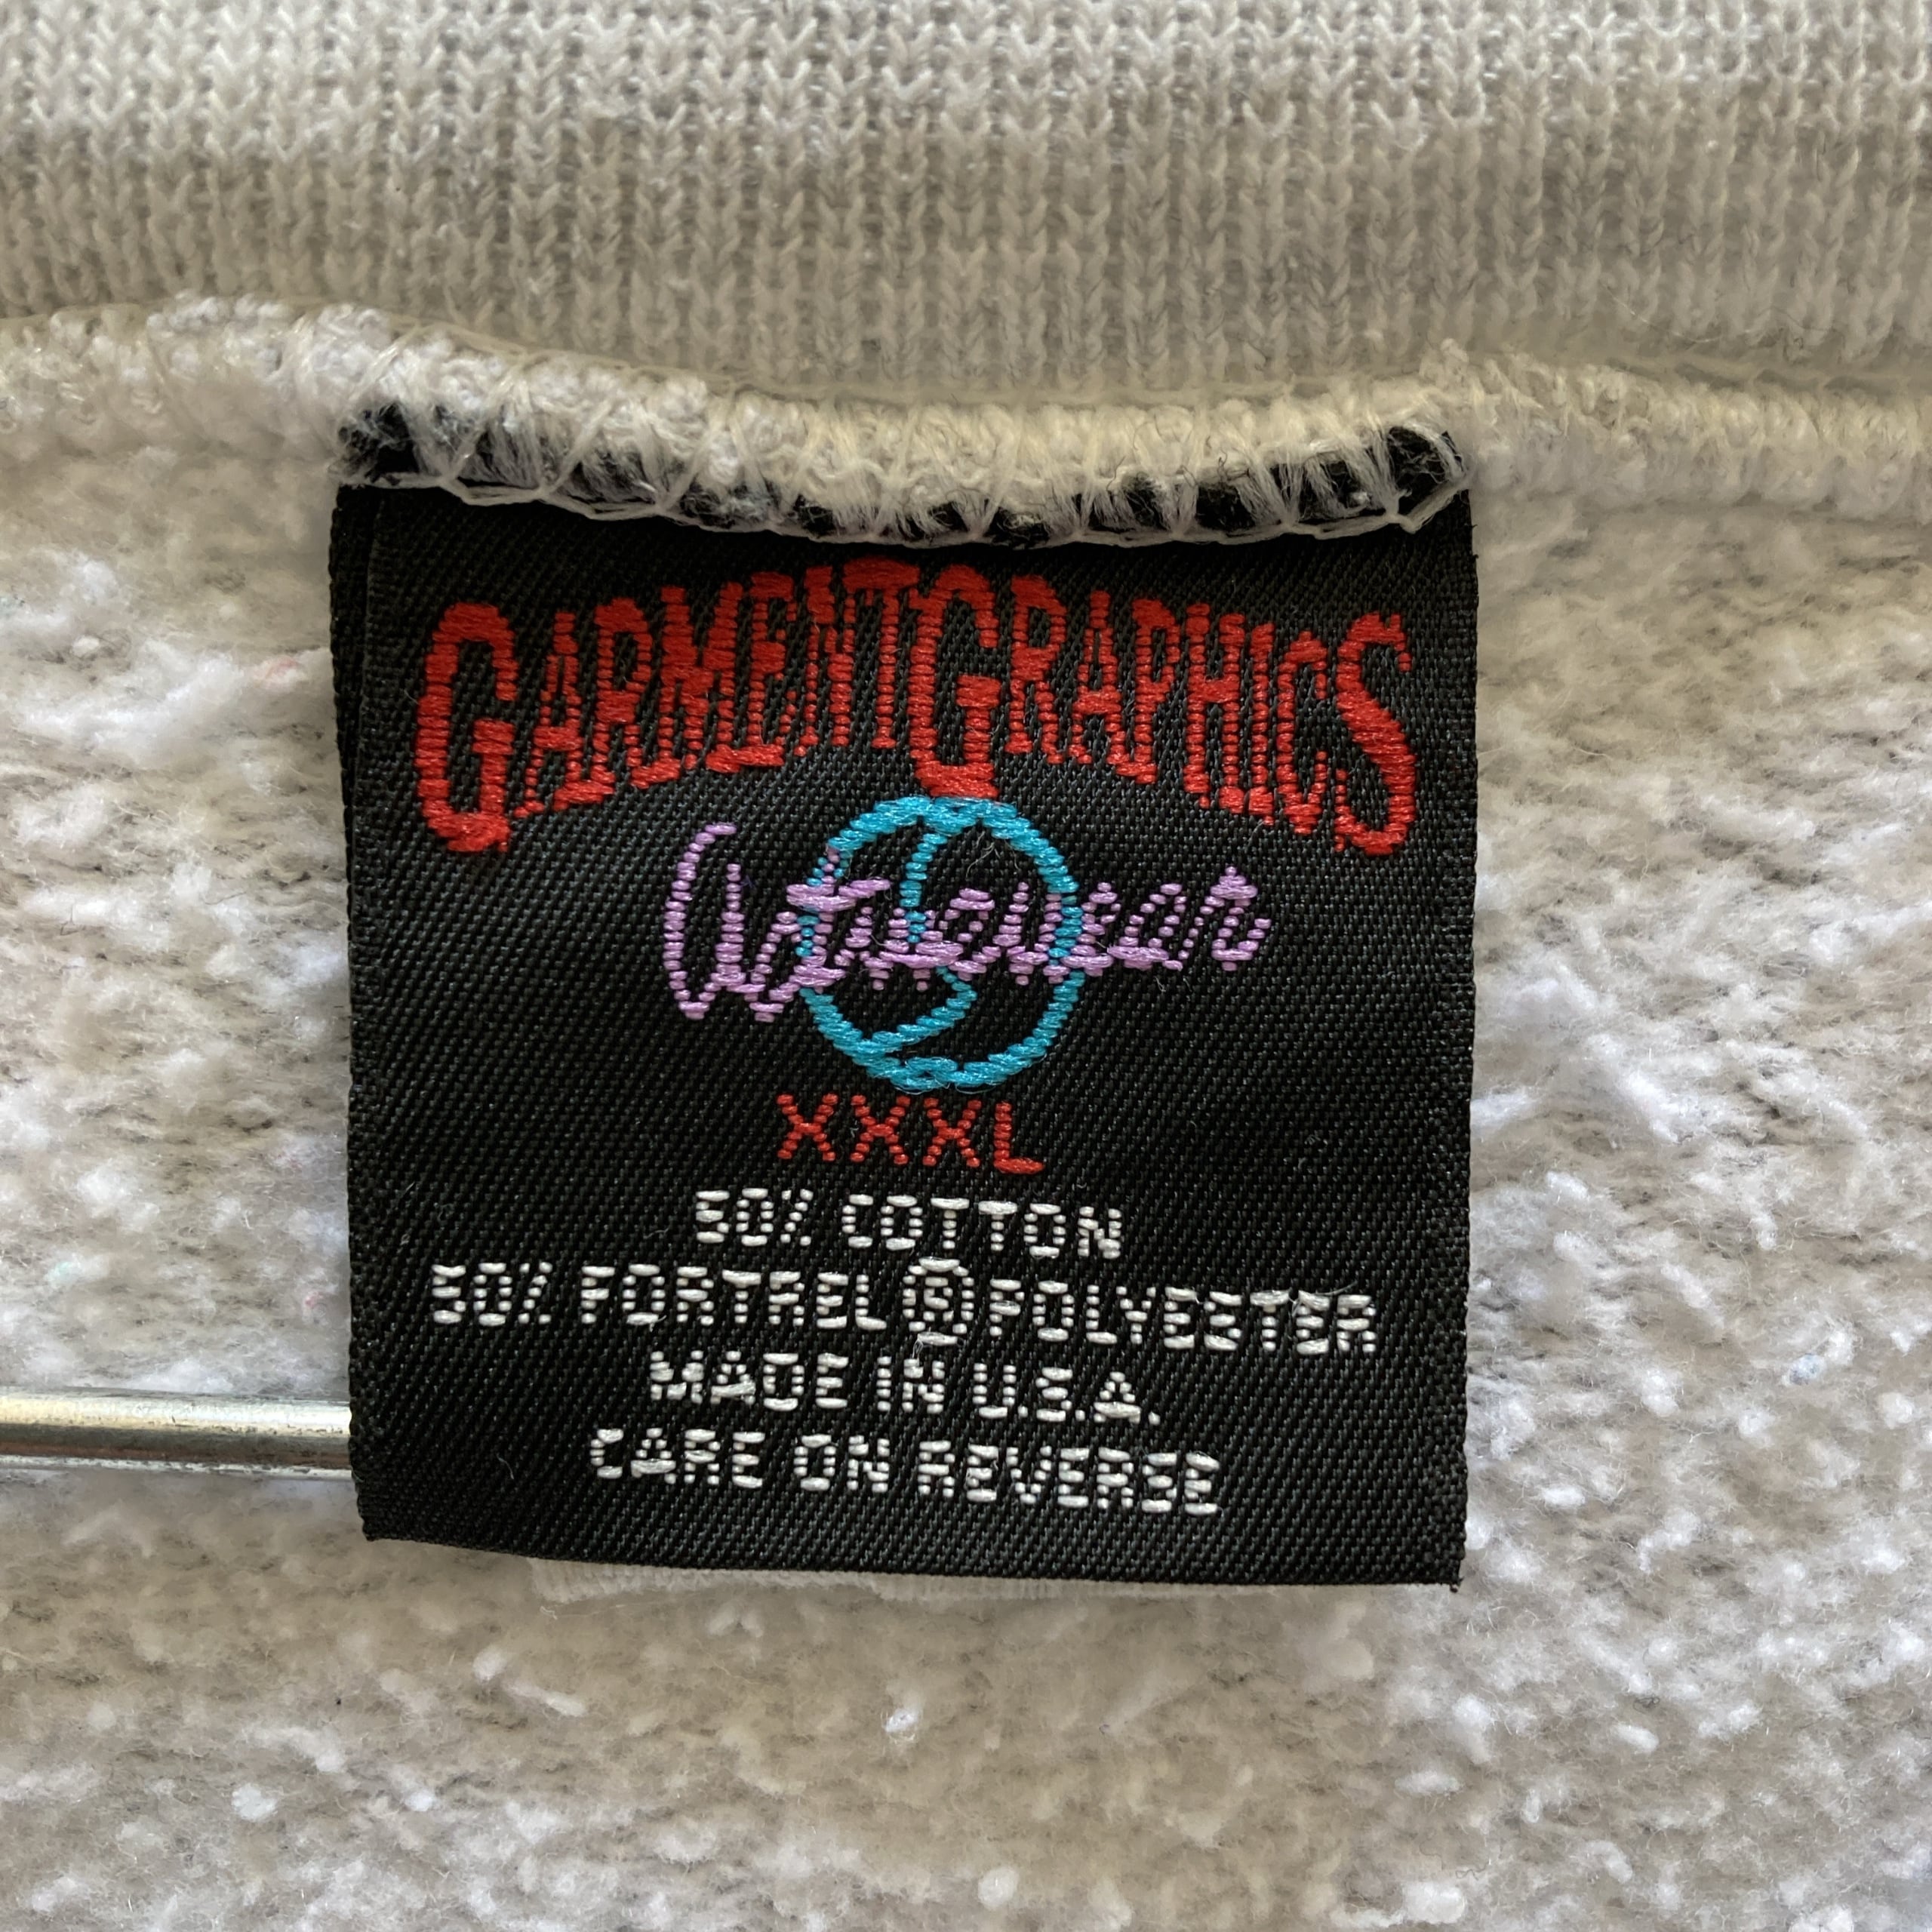 GARMENTGRAPHICS
Activewear
XXXL
50% COTTON
50% FORTREL ® POLYESTER
MADE IN U.S.A.
CARE ON REVERSE